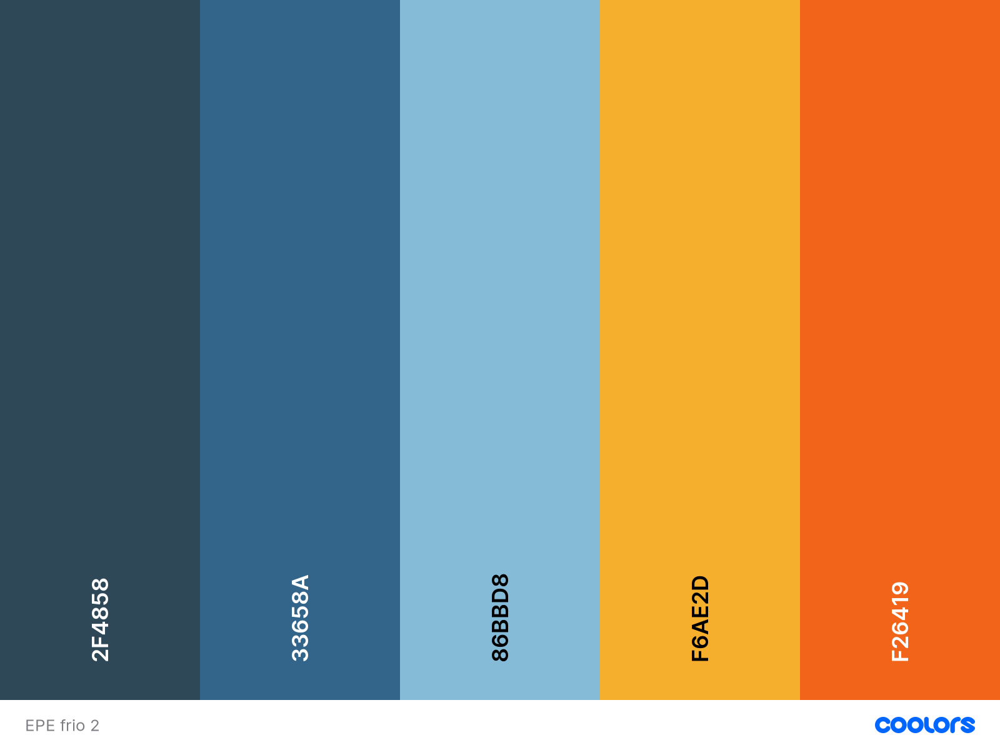 2F4858
33658A
86BBD8
F6AE2D
F26419
EPE frio 2
coolors